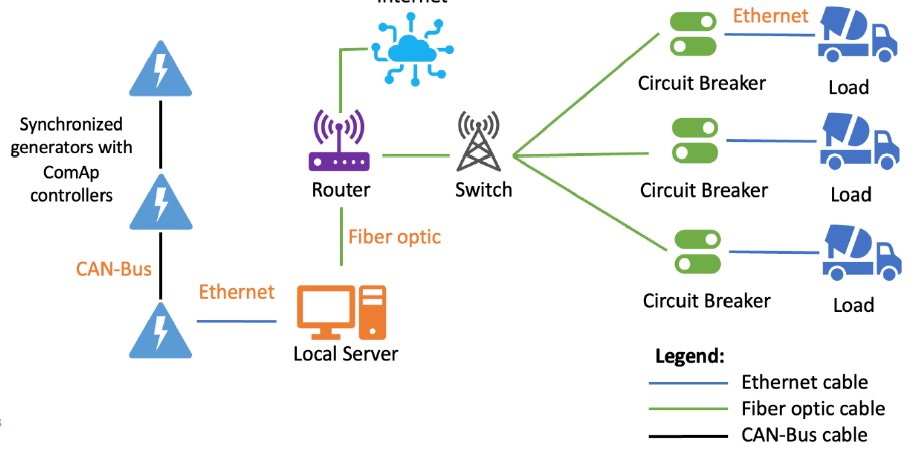 Internet
Synchronized
generators with
ComAp
controllers
CAN-Bus
Ethernet
Router
Fiber optic
Local Server
Switch
Ethernet
Circuit Breaker
Load
Circuit Breaker
Load
Circuit Breaker
Load
Legend:
Ethernet cable
Fiber optic cable
CAN-Bus cable